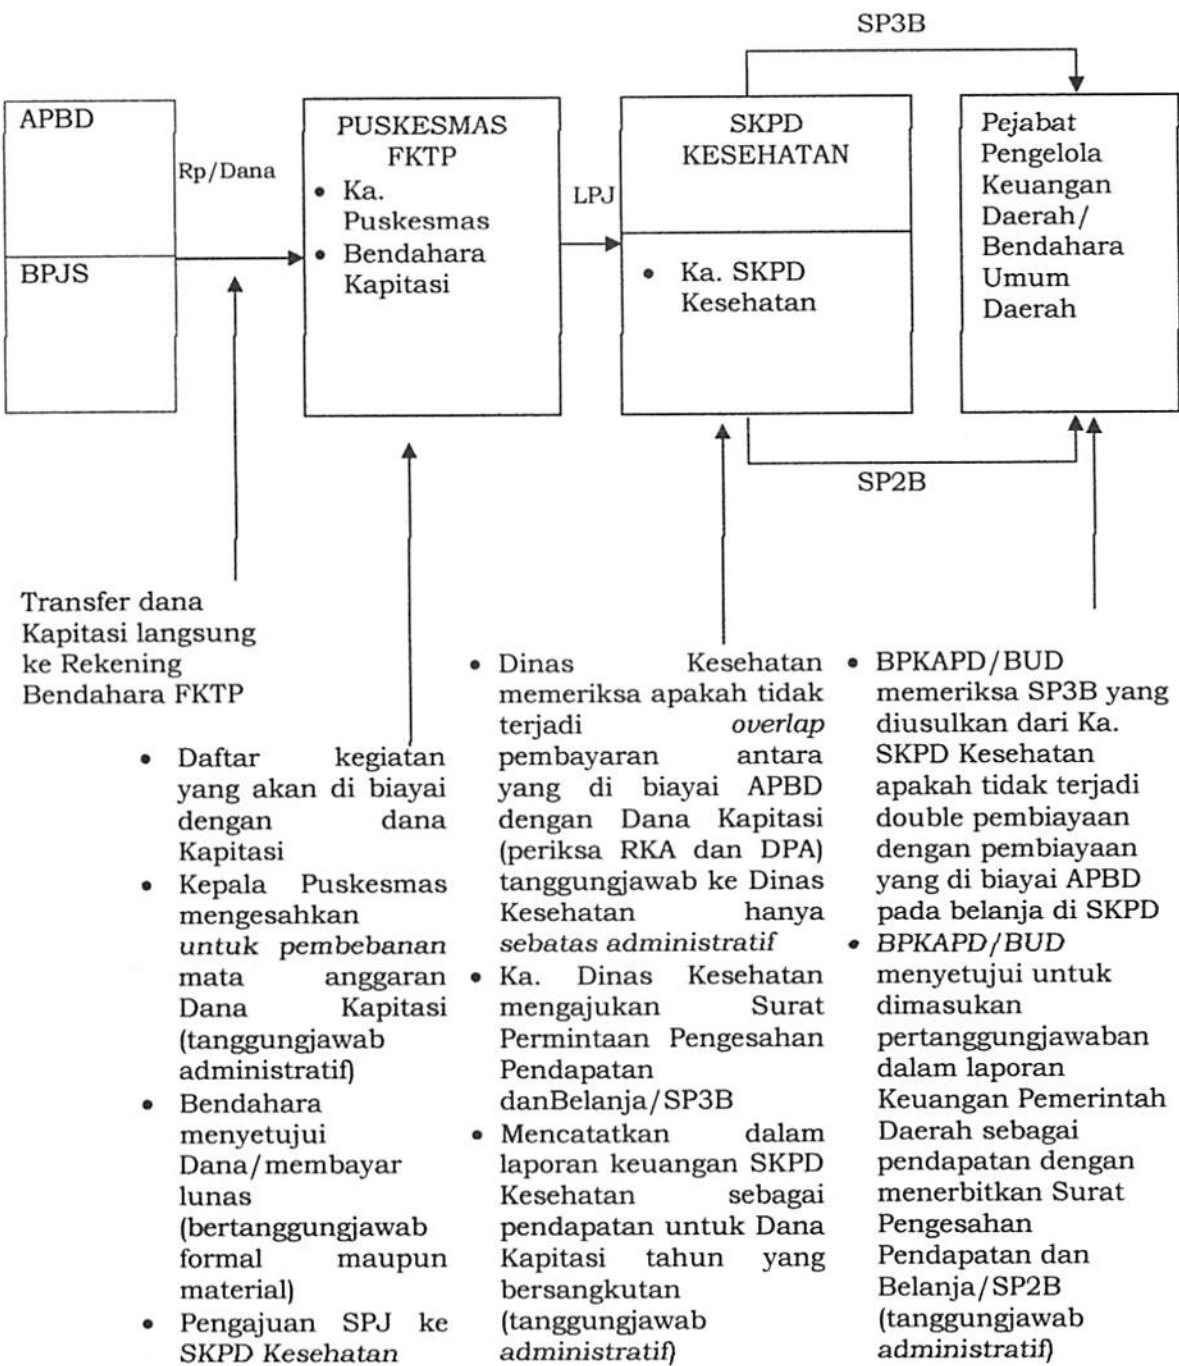 SP3B
APBD
BPJS
Rp/Dana
PUSKESMAS
FKTP
• Ka.
Puskesmas
• Bendahara
Kapitasi
LPJ
SKPD
KESEHATAN
• Ka. SKPD
Kesehatan
Pejabat
Pengelola
Keuangan
Daerah/
Bendahara
Umum
Daerah
SP2B
Transfer dana
Kapitasi langsung
ke Rekening
Bendahara FKTP
• Daftar kegiatan
yang akan di biayai
dengan dana
Kapitasi
• Kepala Puskesmas
mengesahkan
untuk pembebanan
mata anggaran
Dana Kapitasi
(tanggungjawab
administratif)
• Bendahara
menyetujui
Dana/membayar
lunas
(bertanggungjawab
formal maupun
material)
• Pengajuan SPJ ke
SKPD Kesehatan
• Dinas Kesehatan
memeriksa apakah tidak
terjadi overlap
pembayaran antara
yang di biayai APBD
dengan Dana Kapitasi
(periksa RKA dan DPA)
tanggungjawab ke Dinas
Kesehatan hanya
sebatas administratif
• Ka. Dinas Kesehatan
mengajukan Surat
Permintaan Pengesahan
Pendapatan
danBelanja/SP3B
• Mencatatkan dalam
laporan keuangan SKPD
Kesehatan sebagai
pendapatan untuk Dana
Kapitasi tahun yang
bersangkutan
(tanggungjawab
administratif)
• BPKAPD/BUD
memeriksa SP3B yang
diusulkan dari Ka.
SKPD Kesehatan
apakah tidak terjadi
double pembiayaan
dengan pembiayaan
yang di biayai APBD
pada belanja di SKPD
• BPKAPD/BUD
menyetujui untuk
dimasukan
pertanggungjawaban
dalam laporan
Keuangan Pemerintah
Daerah sebagai
pendapatan dengan
menerbitkan Surat
Pengesahan
Pendapatan dan
Belanja/SP2B
(tanggungjawab
administratif)